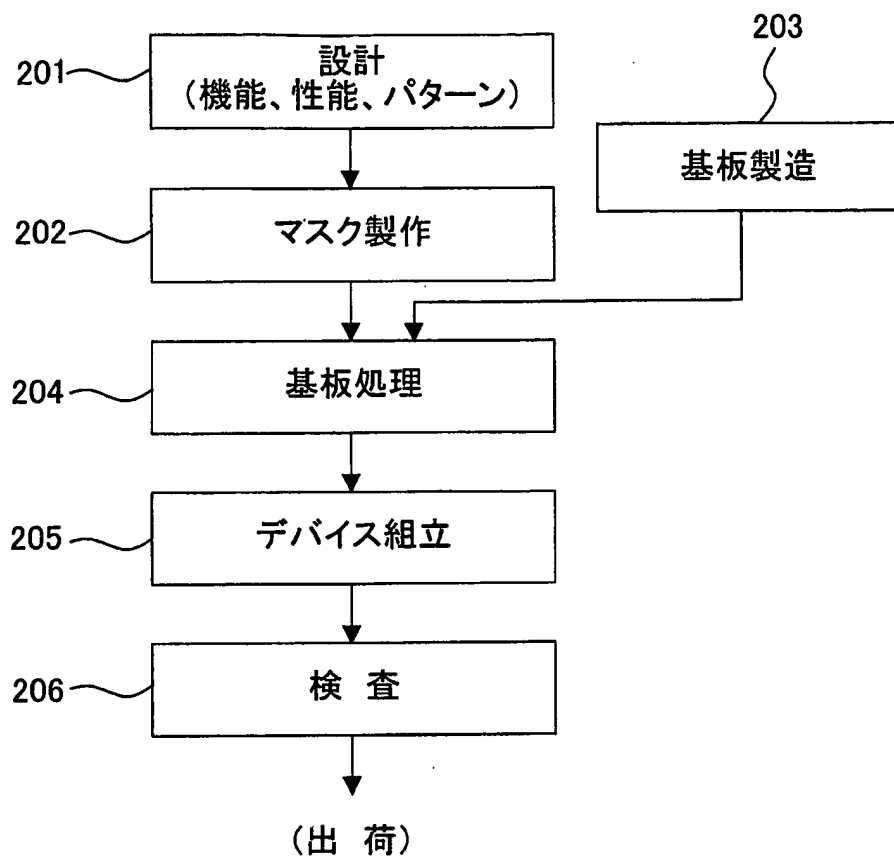 201
設計
(機能、性能、パターン)
203
基板製造
202
マスク製作
204
基板処理
205
デバイス組立
206
検 査
(出 荷)